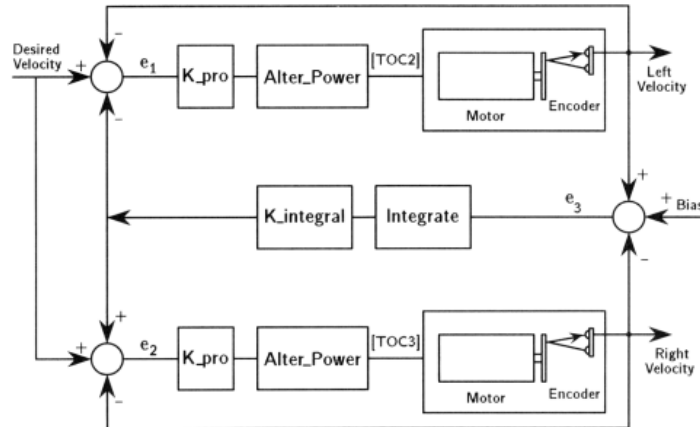 −
Desired
Velocity
+
e₁
K_pro
Alter_Power
[TOC2]
Motor
Encoder
Left
Velocity
−
K_integral
Integrate
e₃
+
+ Bias
−
+
+
e₂
K_pro
Alter_Power
[TOC3]
Motor
Encoder
Right
Velocity
−